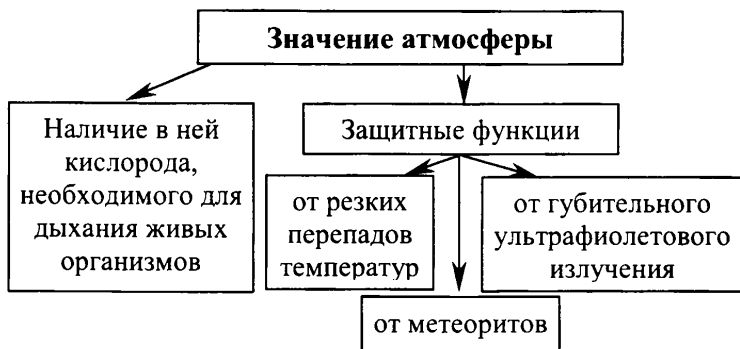 Значение атмосферы
Наличие в ней
кислорода,
необходимого для
дыхания живых
организмов
Защитные функции
от резких
перепадов
температур
от метеоритов
от губительного
ультрафиолетового
излучения